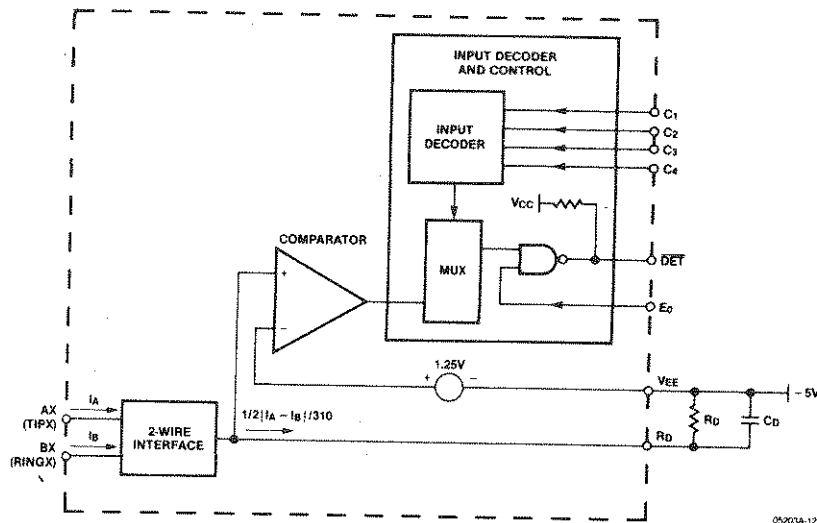 INPUT DECODER
AND CONTROL
INPUT
DECODER
C1
C2
C3
C4
VCC
COMPARATOR
MUX
DET
E0
+
−
1.25V
+
−
VEE
− 5V
AX
(TIPX)
IA
BX
(RINGX)
IB
2-WIRE
INTERFACE
1/2|IA − IB|/310
RD
RD
CD
05203A-12